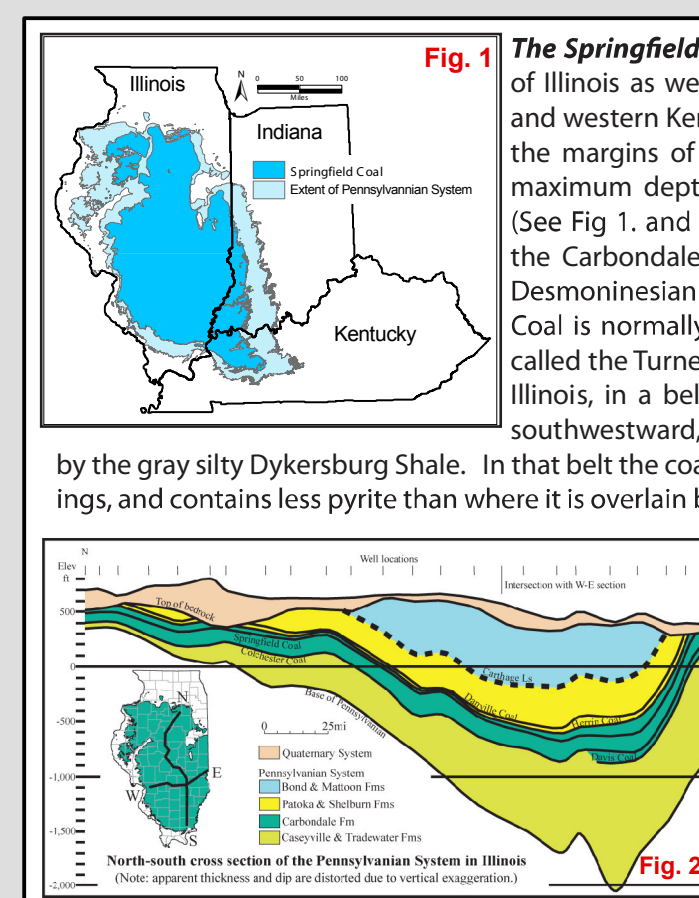 Fig. 1
Illinois
N
0 50 100
Miles
Indiana
Springfield Coal
Extent of Pennsylvannian System
Kentucky
The Springfield
of Illinois as we
and western Ker
the margins of
maximum dept
(See Fig 1. and
the Carbondale
Desmoninesian
Coal is normally
called the Turne
Illinois, in a bel
southwestward,
by the gray silty Dykersburg Shale. In that belt the coa
ings, and contains less pyrite than where it is overlain b
N
Well locations
Elev
ft
Intersection with W-E section
500
0
-500
-1,000
-1,500
-2,000
Top of bedrock
Springfield Coal
Colchester Coal
Base of Pennsylvanian
Carthage Ls
Danville Coal
Herrin Coal
Davis Coal
N
E
W
S
0 25mi
Quaternary System
Pennsylvanian System
Bond & Mattoon Fms
Patoka & Shelburn Fms
Carbondale Fm
Caseyville & Tradewater Fms
North-south cross section of the Pennsylvanian System in Illinois
(Note: apparent thickness and dip are distorted due to vertical exaggeration.)
Fig. 2